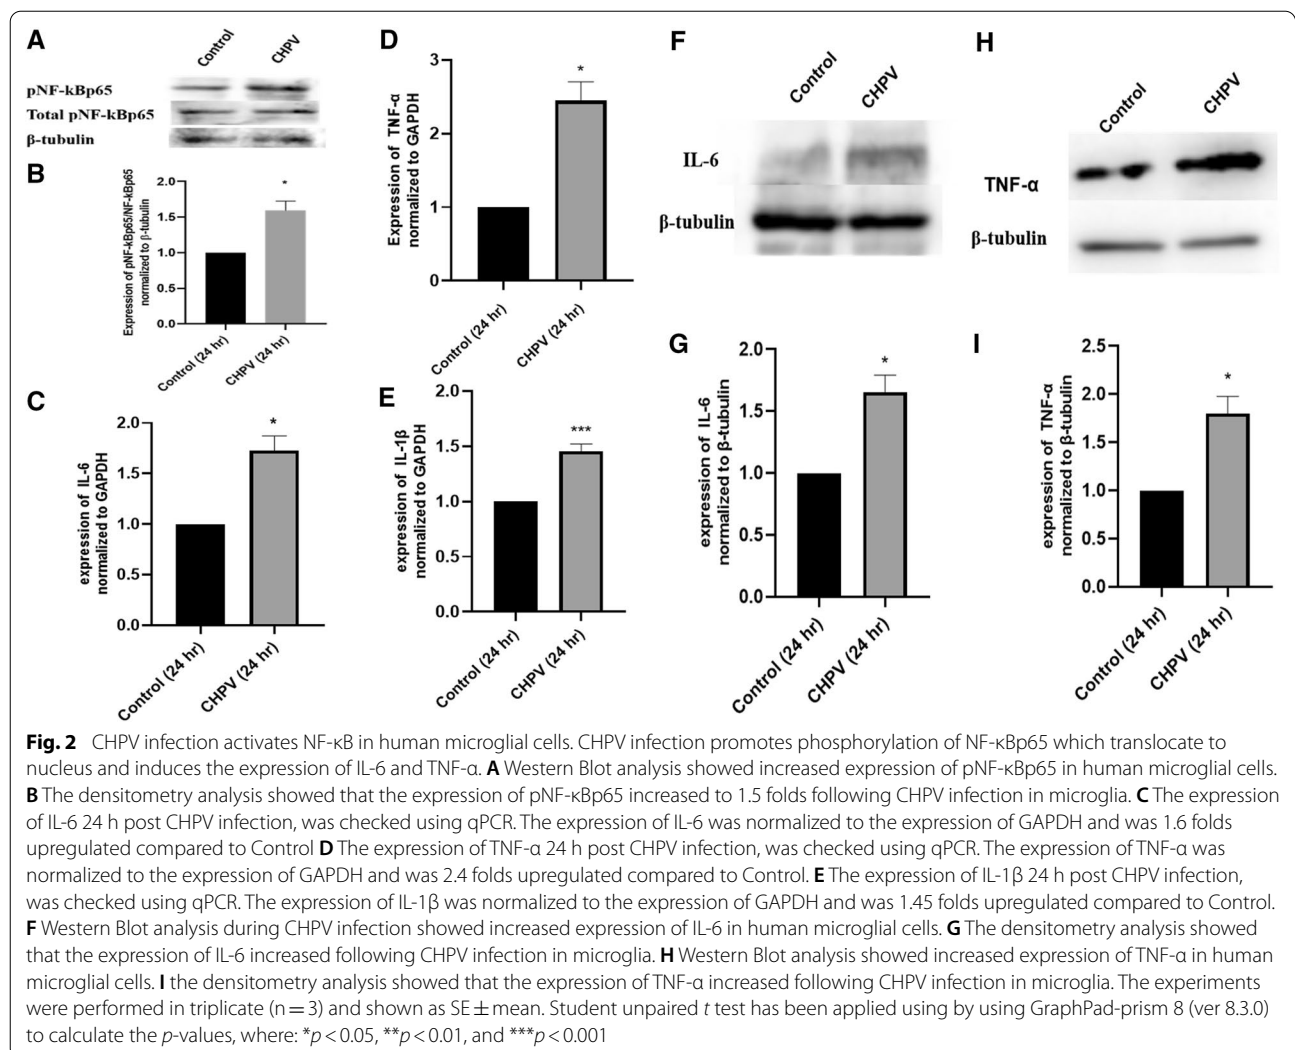 A
Control
CHPV
pNF-kBp65
Total pNF-kBp65
β-tubulin
B
Expression of pNF-kBp65/NF-kBp65
normalized to β-tubulin
2.0
1.5
1.0
0.5
0.0
*
Control (24 hr)
CHPV (24 hr)
C
expression of IL-6
normalized to GAPDH
2.0
1.5
1.0
0.5
0.0
*
Control (24 hr)
CHPV (24 hr)
D
Expression of TNF-α
normalized to GAPDH
3
2
1
0
*
Control (24 hr)
CHPV (24 hr)
E
expression of IL-1β
normalized to GAPDH
2.0
1.5
1.0
0.5
0.0
***
Control (24 hr)
CHPV (24 hr)
F
Control
CHPV
IL-6
β-tubulin
G
expression of IL-6
normalized to β-tubulin
2.0
1.5
1.0
0.5
0.0
*
Control (24 hr)
CHPV (24 hr)
H
Control
CHPV
TNF-α
β-tubulin
I
expression of TNF-α
normalized to β-tubulin
2.5
2.0
1.5
1.0
0.5
0.0
*
Control (24 hr)
CHPV (24 hr)
Fig. 2 CHPV infection activates NF-κB in human microglial cells. CHPV infection promotes phosphorylation of NF-κBp65 which translocate to
nucleus and induces the expression of IL-6 and TNF-α. A Western Blot analysis showed increased expression of pNF-κBp65 in human microglial cells.
B The densitometry analysis showed that the expression of pNF-κBp65 increased to 1.5 folds following CHPV infection in microglia. C The expression
of IL-6 24 h post CHPV infection, was checked using qPCR. The expression of IL-6 was normalized to the expression of GAPDH and was 1.6 folds
upregulated compared to Control D The expression of TNF-α 24 h post CHPV infection, was checked using qPCR. The expression of TNF-α was
normalized to the expression of GAPDH and was 2.4 folds upregulated compared to Control. E The expression of IL-1β 24 h post CHPV infection,
was checked using qPCR. The expression of IL-1β was normalized to the expression of GAPDH and was 1.45 folds upregulated compared to Control.
F Western Blot analysis during CHPV infection showed increased expression of IL-6 in human microglial cells. G The densitometry analysis showed
that the expression of IL-6 increased following CHPV infection in microglia. H Western Blot analysis showed increased expression of TNF-α in human
microglial cells. I the densitometry analysis showed that the expression of TNF-α increased following CHPV infection in microglia. The experiments
were performed in triplicate (n = 3) and shown as SE ± mean. Student unpaired t test has been applied using by using GraphPad-prism 8 (ver 8.3.0)
to calculate the p-values, where: *p < 0.05, **p < 0.01, and ***p < 0.001